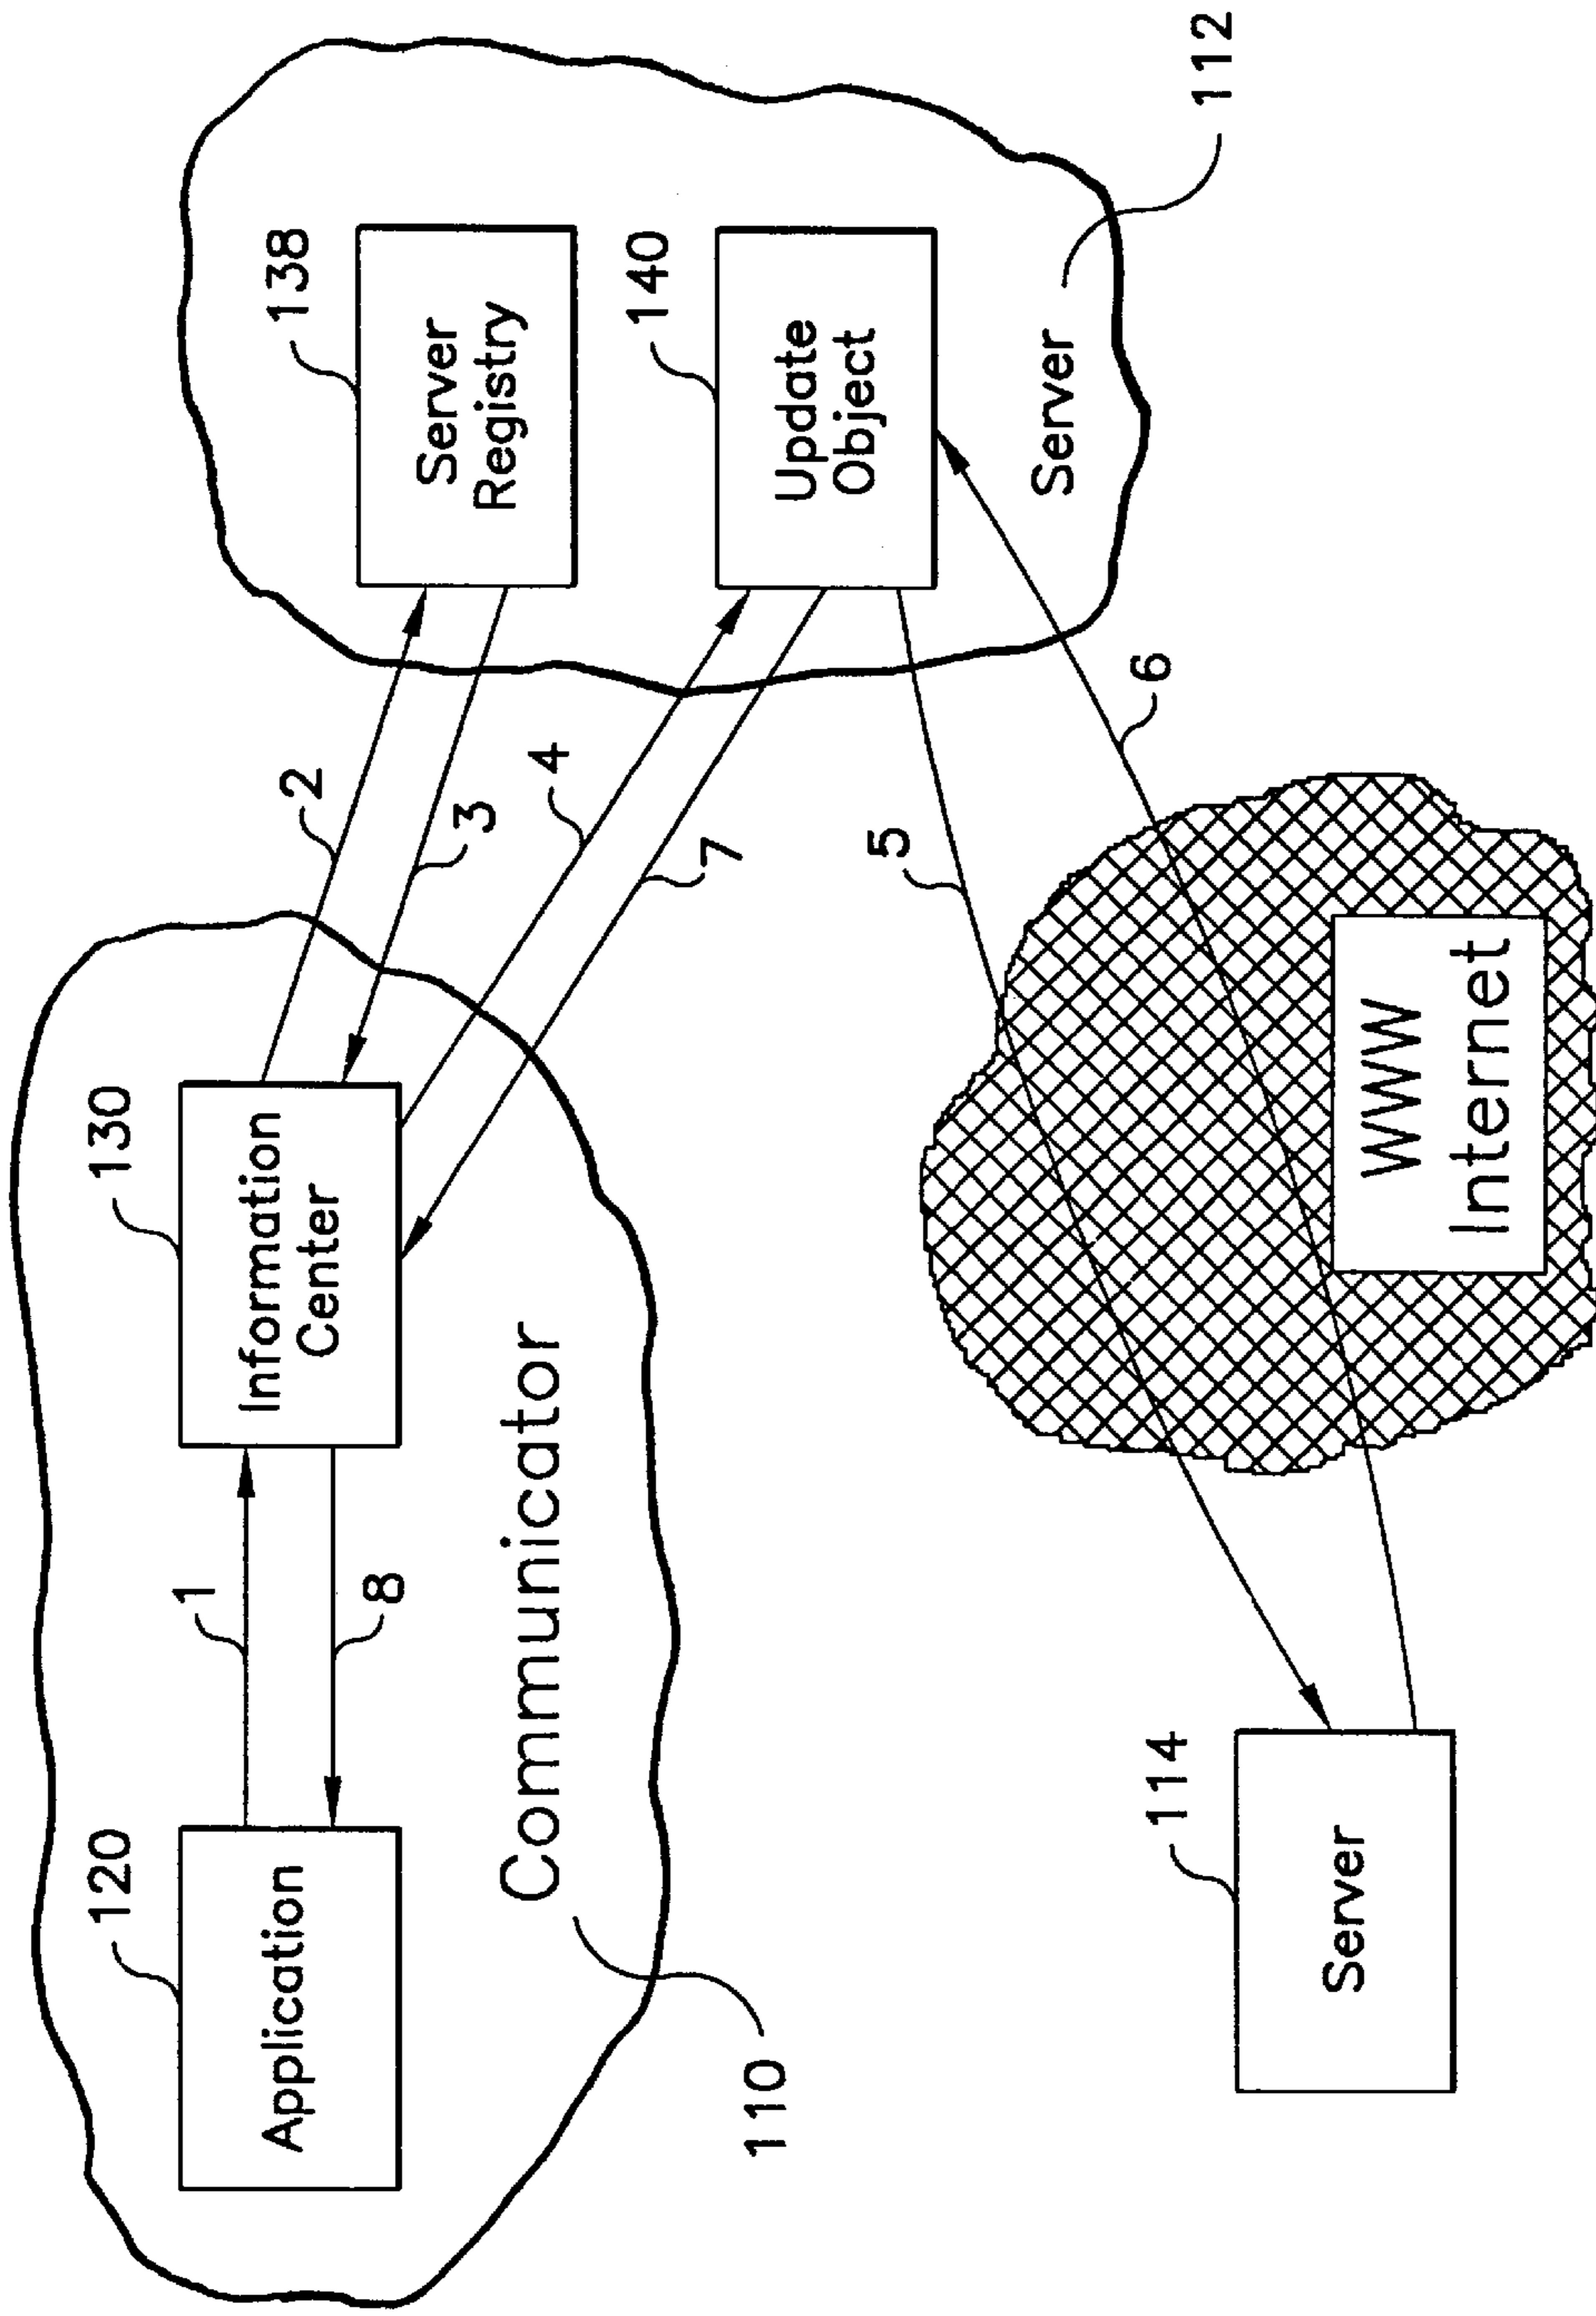 120
Application
1
8
130
Information
Center
Communicator
110
2
3
4
7
138
Server
Registry
140
Update
Object
Server
112
5
6
WWW
Internet
114
Server